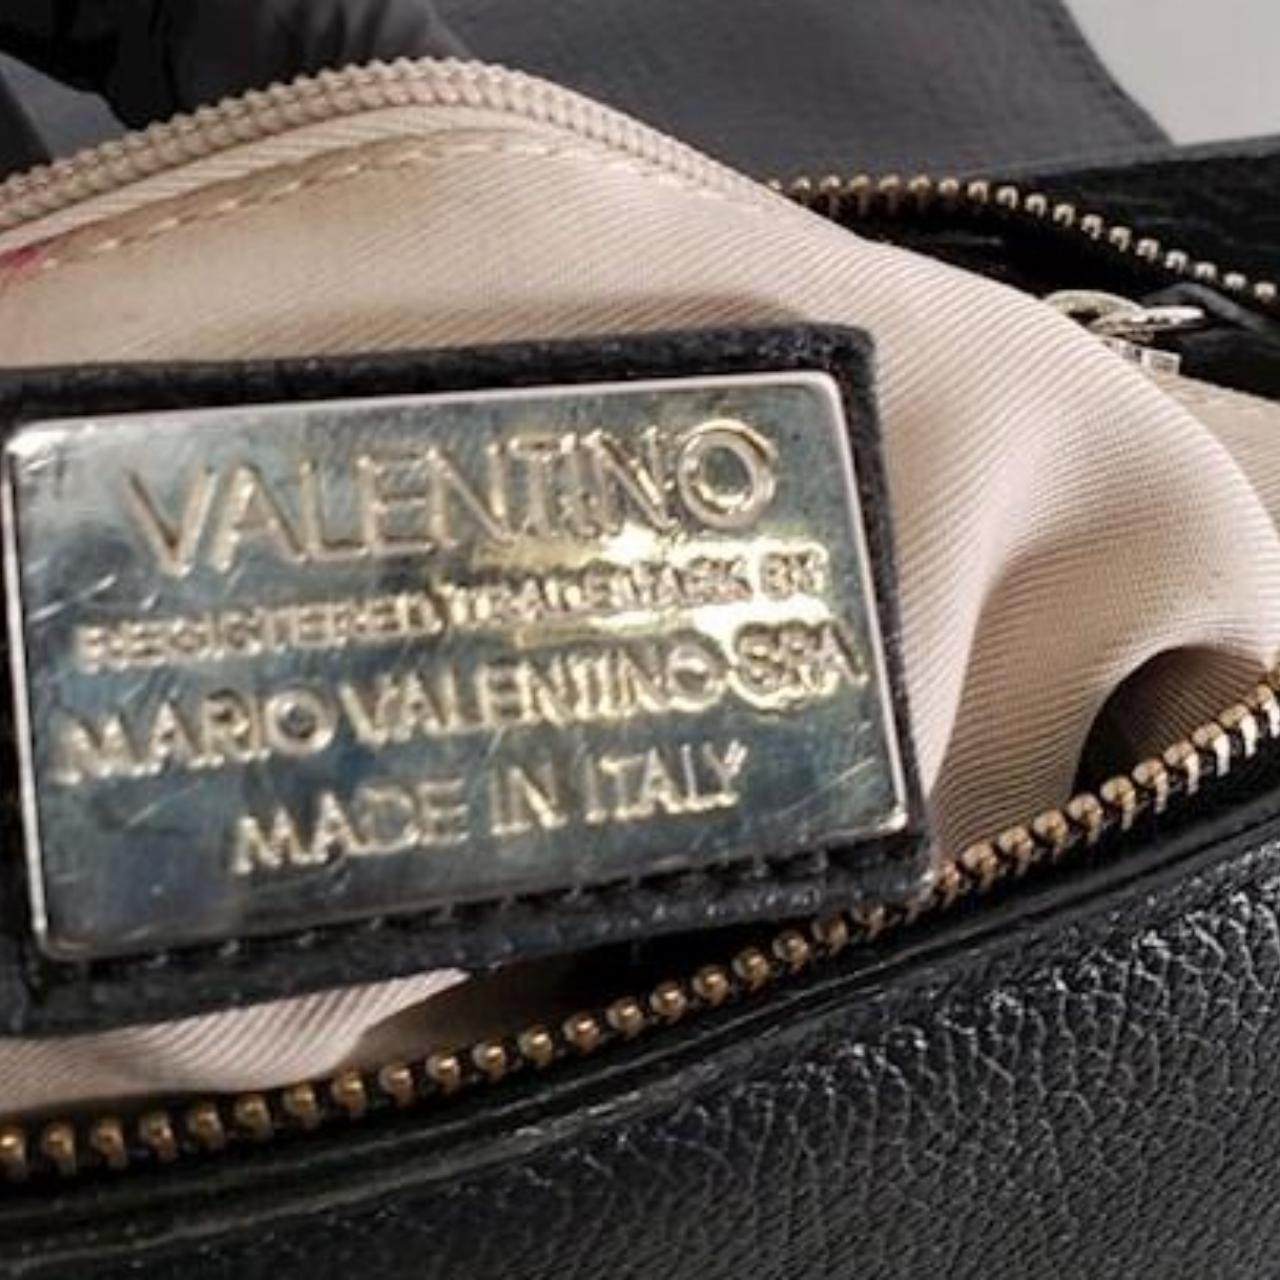 VALENTINO
REGISTERED TRADEMARK BY
MARIO VALENTINO SPA
MADE IN ITALY